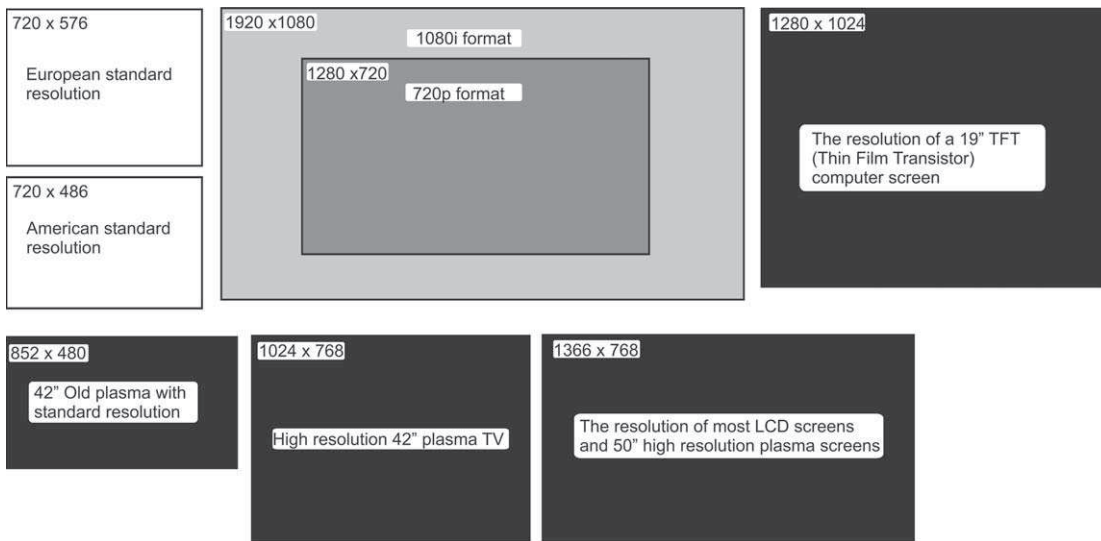 720 x 576
European standard
resolution
1920 x1080
1080i format
1280 x720
720p format
1280 x 1024
The resolution of a 19” TFT
(Thin Film Transistor)
computer screen
720 x 486
American standard
resolution
852 x 480
42” Old plasma with
standard resolution
1024 x 768
High resolution 42” plasma TV
1366 x 768
The resolution of most LCD screens
and 50” high resolution plasma screens